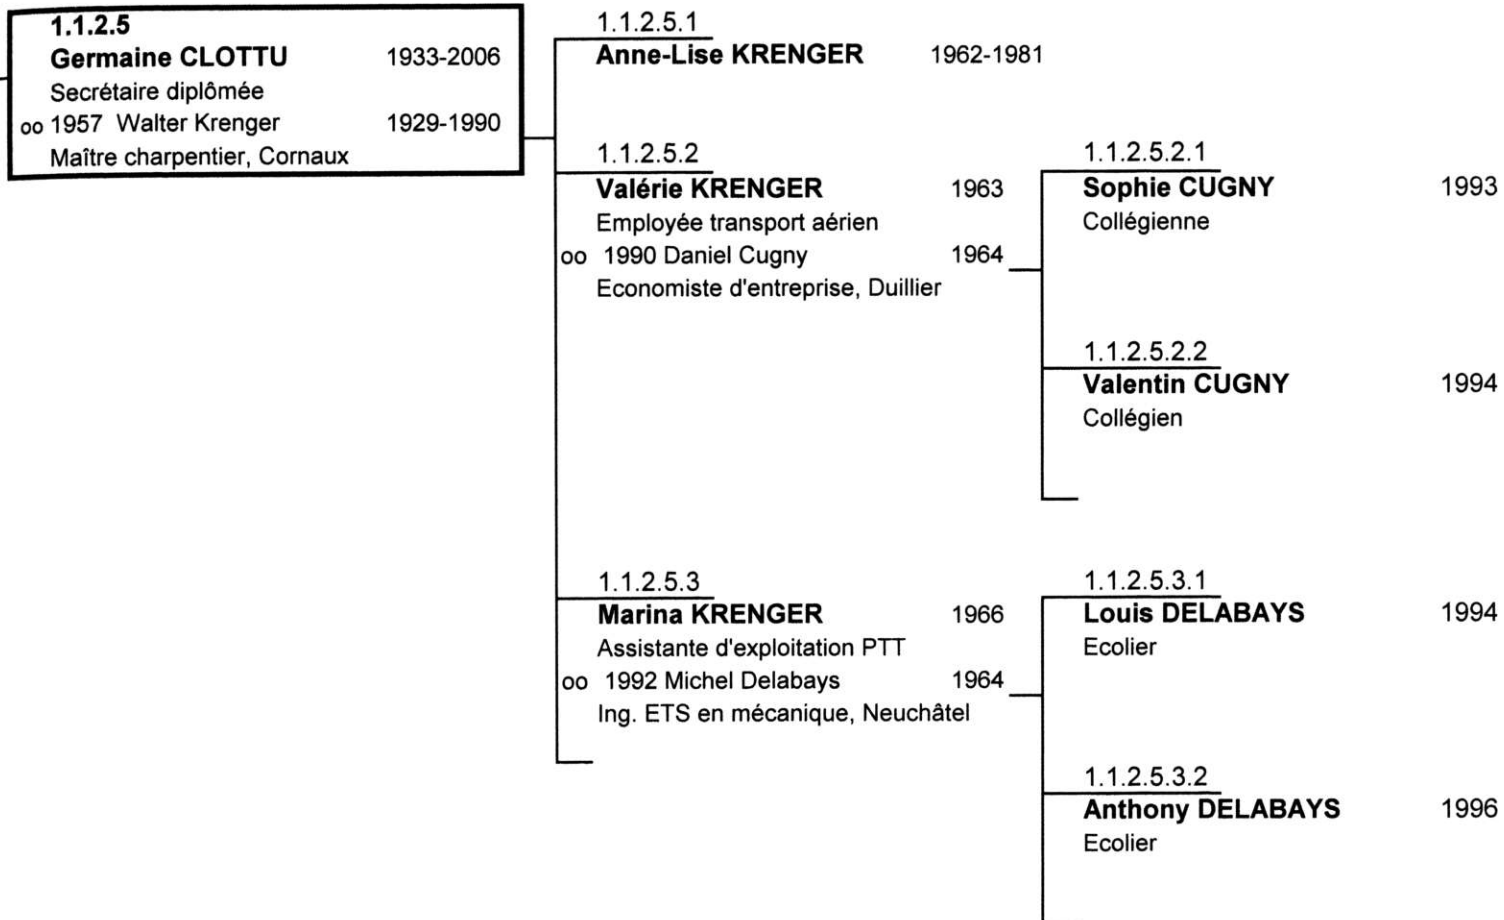 1.1.2.5
Germaine CLOTTU 1933-2006
Secrétaire diplômée
oo 1957 Walter Krenger 1929-1990
Maître charpentier, Cornaux
1.1.2.5.1
Anne-Lise KRENGER 1962-1981
1.1.2.5.2
Valérie KRENGER 1963
Employée transport aérien
oo 1990 Daniel Cugny 1964
Economiste d'entreprise, Duillier
1.1.2.5.2.1
Sophie CUGNY 1993
Collégienne
1.1.2.5.2.2
Valentin CUGNY 1994
Collégien
1.1.2.5.3
Marina KRENGER 1966
Assistante d'exploitation PTT
oo 1992 Michel Delabays 1964
Ing. ETS en mécanique, Neuchâtel
1.1.2.5.3.1
Louis DELABAYS 1994
Ecolier
1.1.2.5.3.2
Anthony DELABAYS 1996
Ecolier